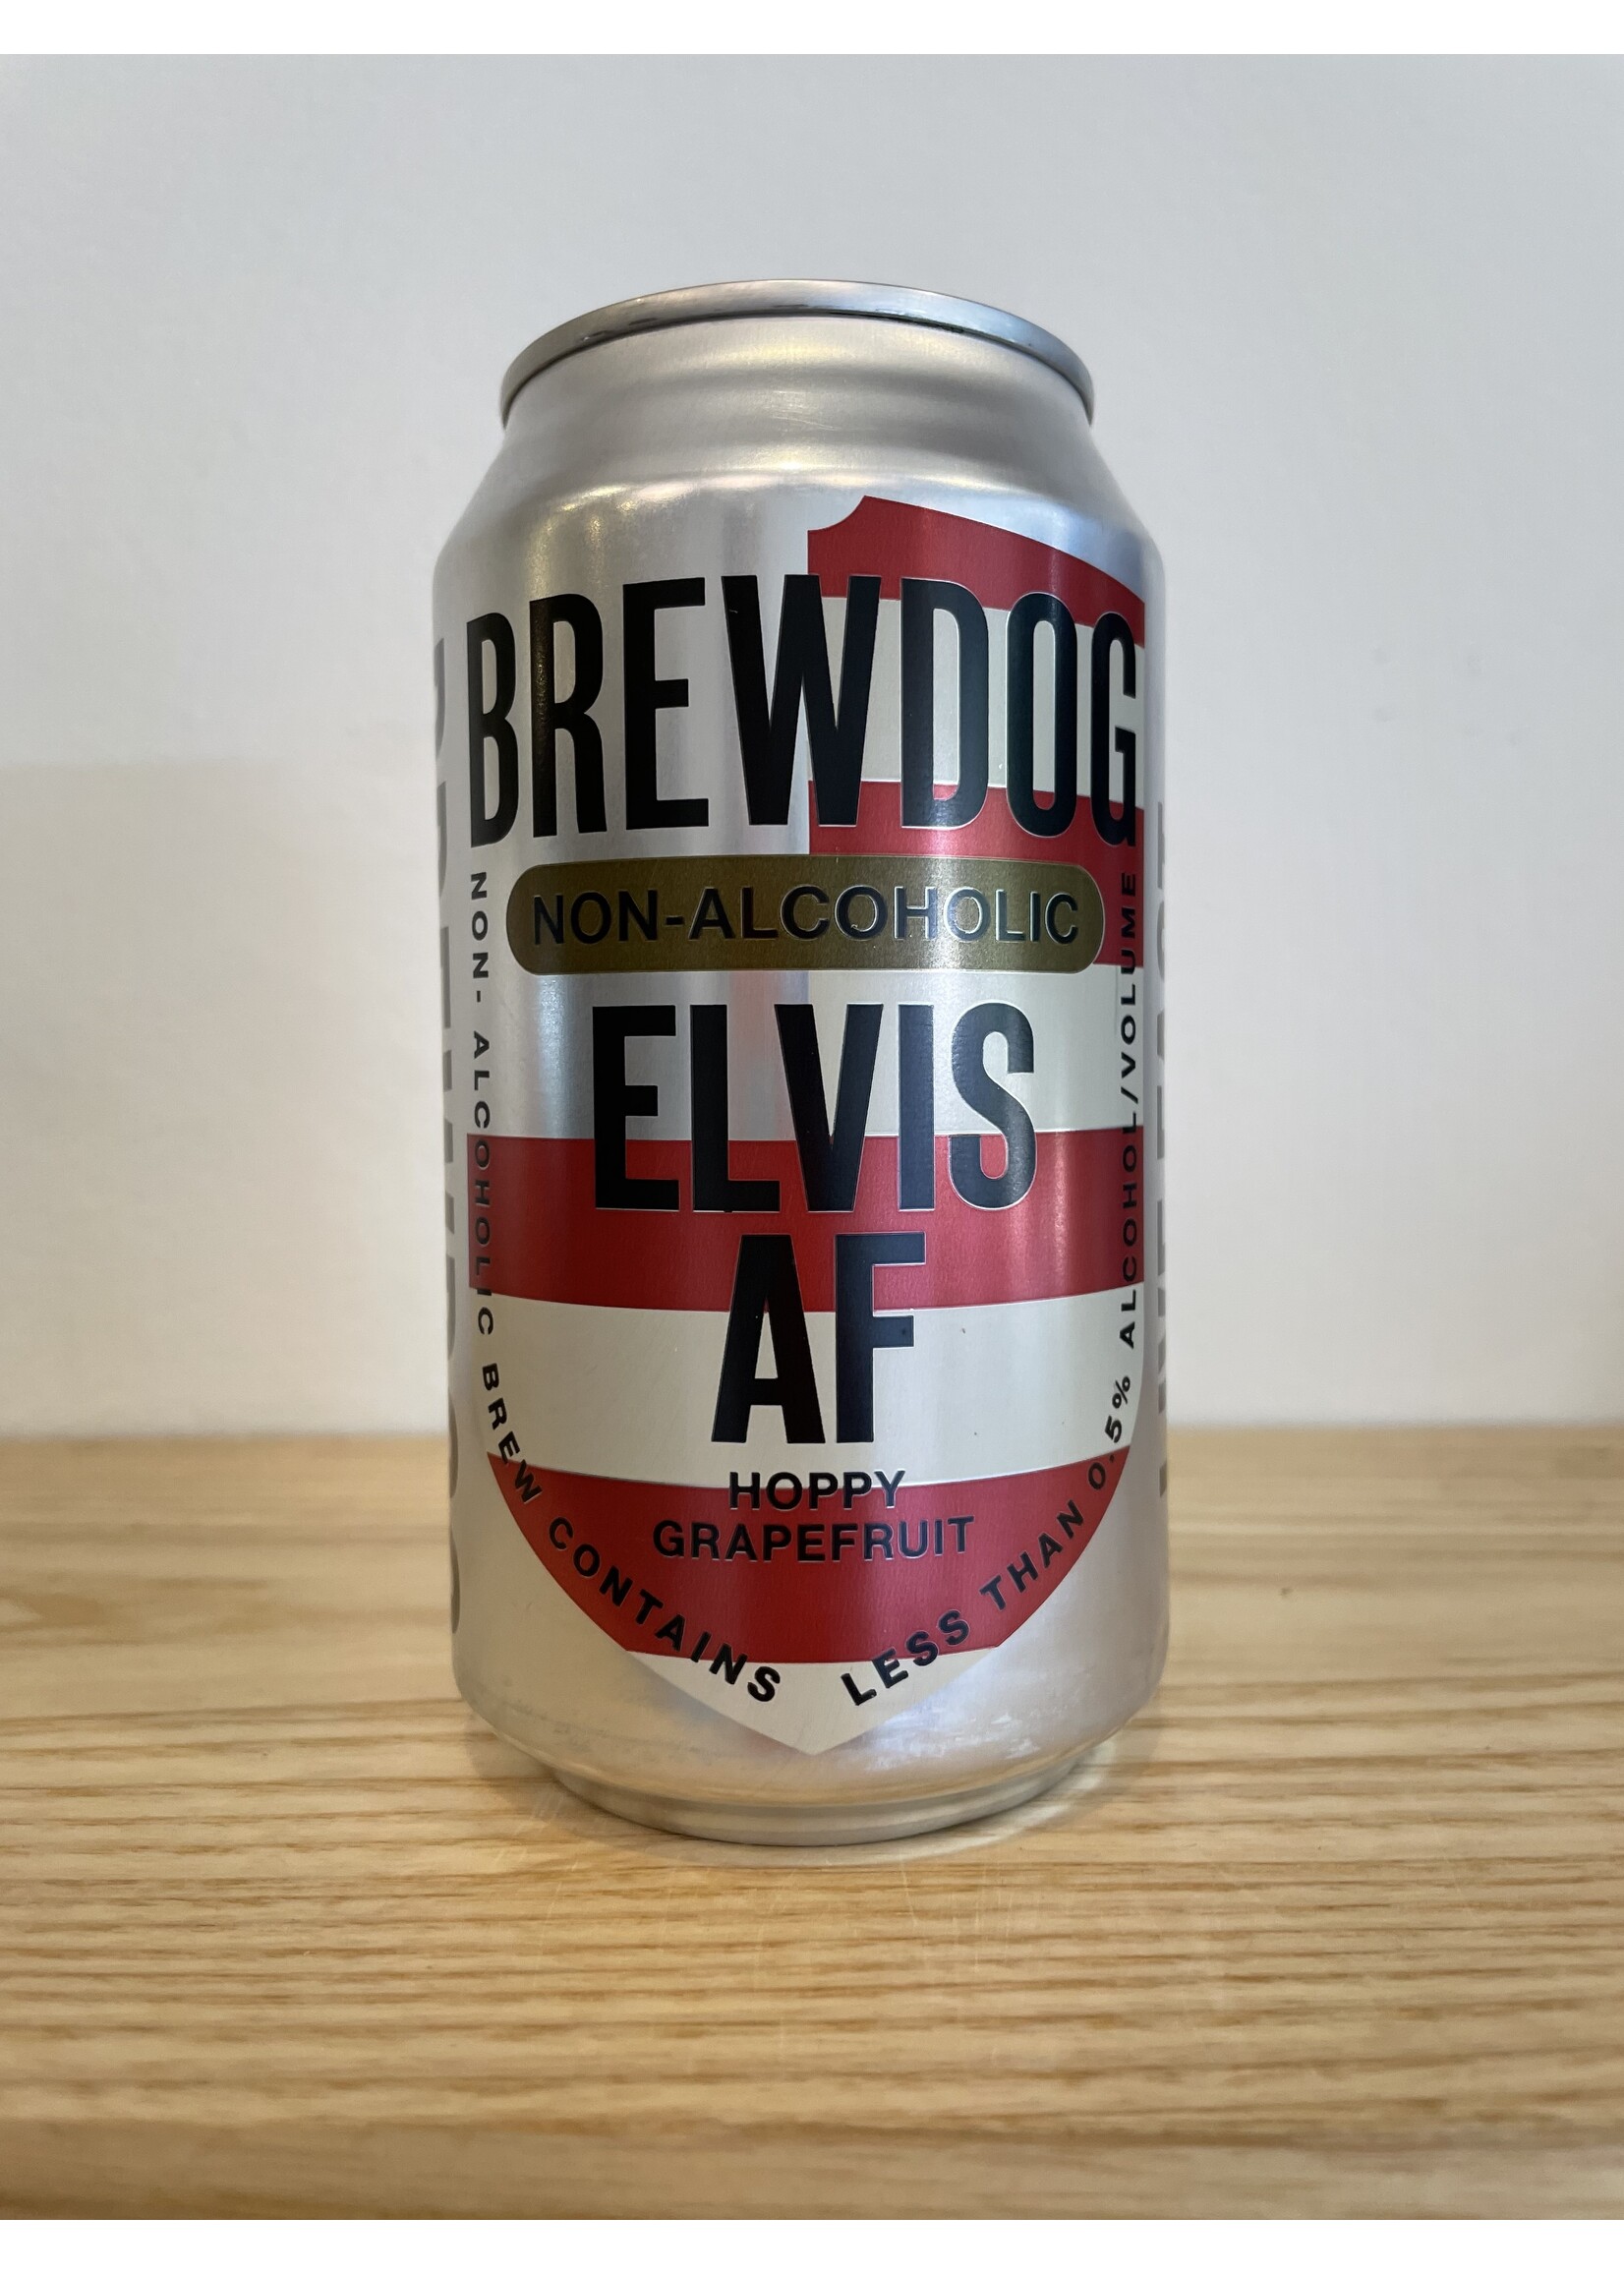 BREWDOG
NON-ALCOHOLIC
ELVIS
AF
HOPPY
GRAPEFRUIT
NON- ALCOHOLIC BREW CONTAINS LESS THAN 0.5% ALCOHOL/VOLUME